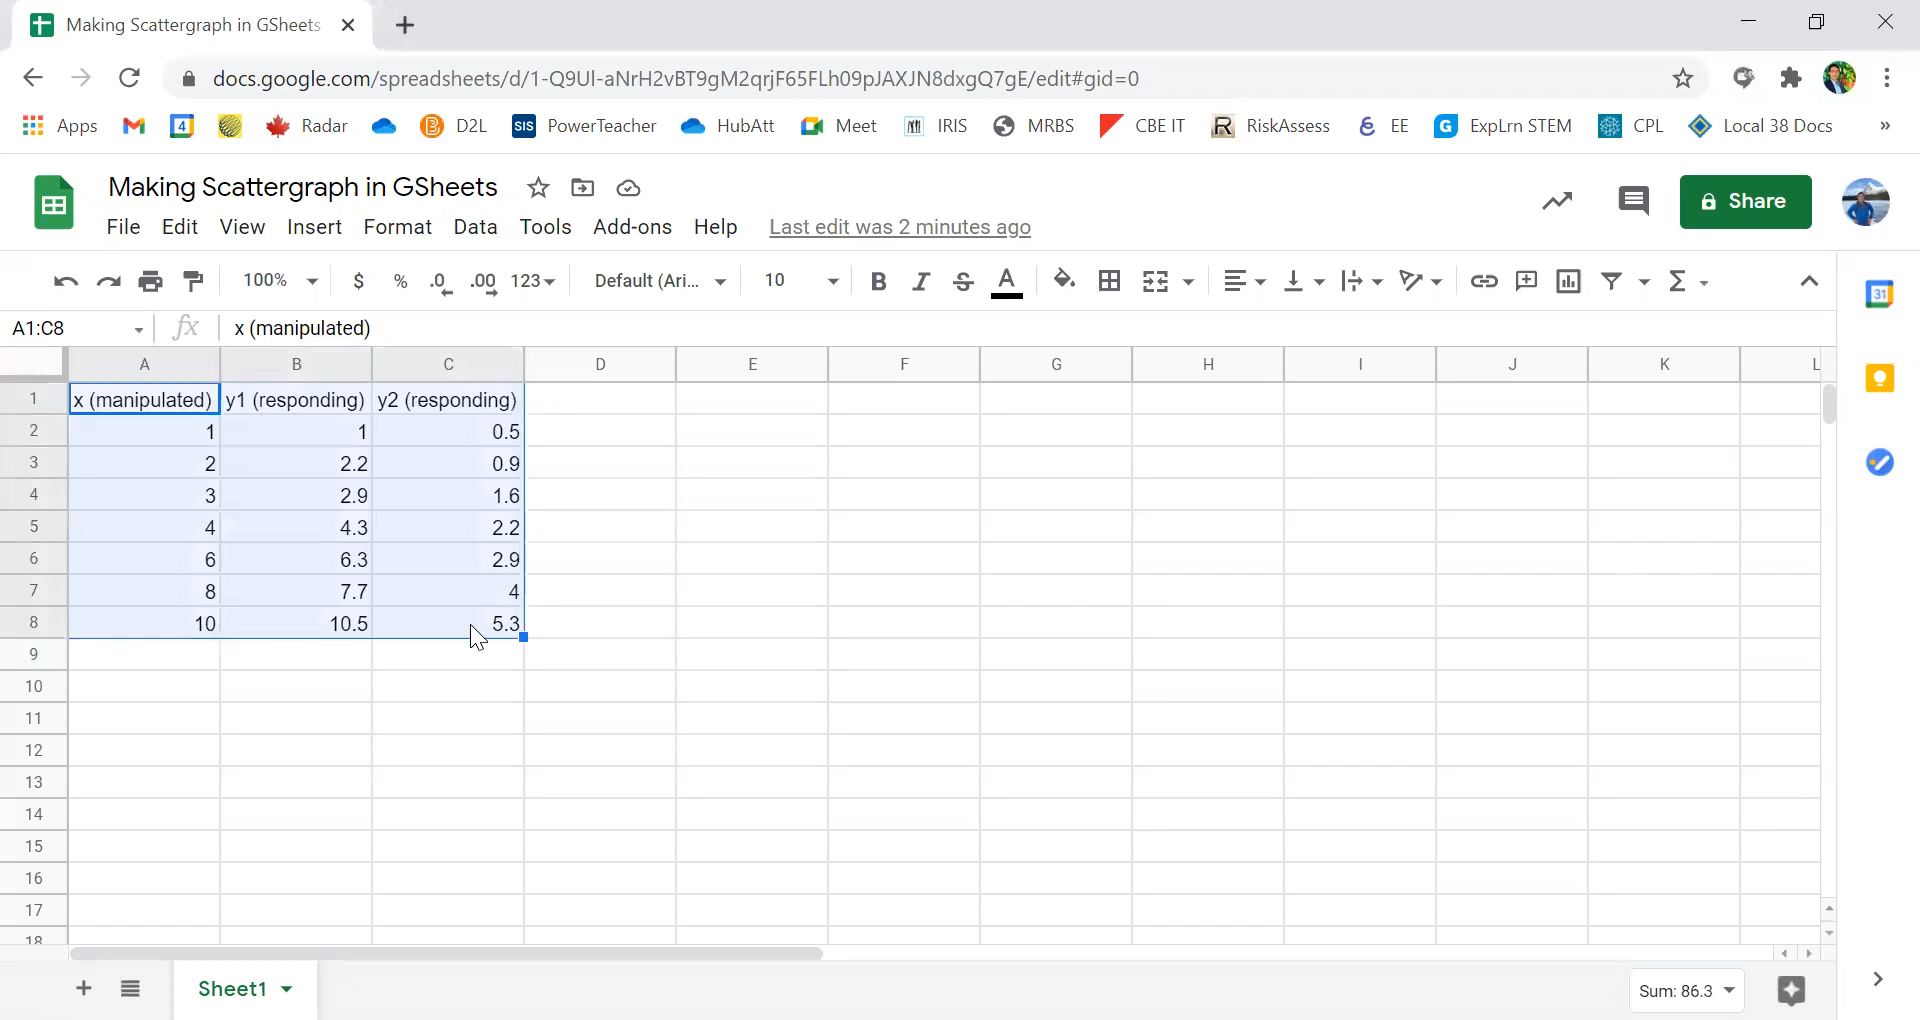 Making Scattergraph in GSheets
docs.google.com/spreadsheets/d/1-Q9UI-aNrH2vBT9gM2qrjF65FLh09pJAXJN8dxgQ7gE/edit#gid=0
Apps 4 Radar D2L SIS PowerTeacher HubAtt Meet IRIS MRBS CBE IT R RiskAssess EE G ExpLrn STEM CPL Local 38 Docs »
Making Scattergraph in GSheets
Share
File Edit View Insert Format Data Tools Add-ons Help Last edit was 2 minutes ago
100% $ % .0 .00 123 Default (Ari... 10 B I S A Σ
31
A1:C8 fx x (manipulated)
A B C D E F G H I J K L
1 x (manipulated) y1 (responding) y2 (responding)
2 1 1 0.5
3 2 2.2 0.9
4 3 2.9 1.6
5 4 4.3 2.2
6 6 6.3 2.9
7 8 7.7 4
8 10 10.5 5.3
9
10
11
12
13
14
15
16
17
18
Sheet1
Sum: 86.3